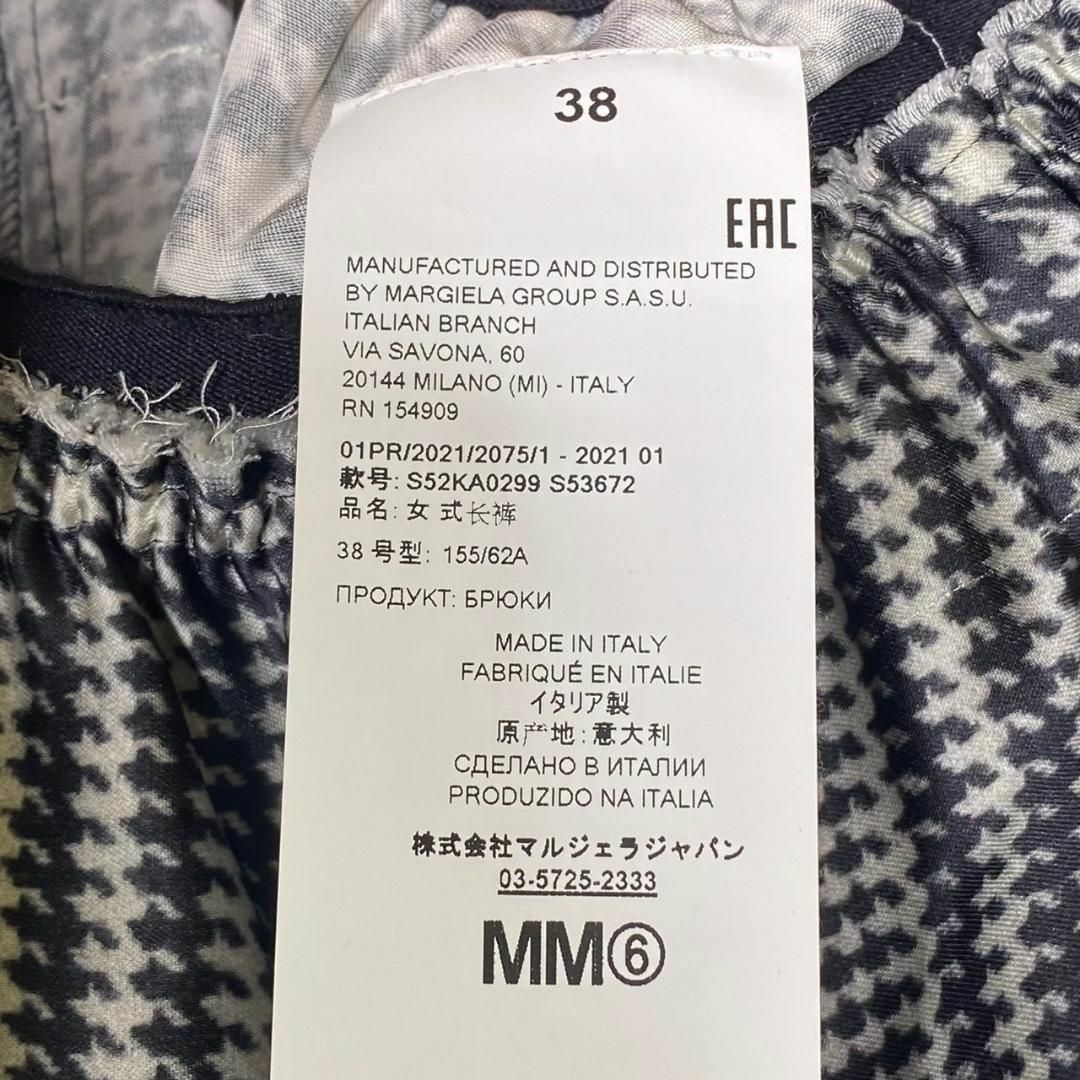 38
EAC
MANUFACTURED AND DISTRIBUTED
BY MARGIELA GROUP S.A.S.U.
ITALIAN BRANCH
VIA SAVONA, 60
20144 MILANO (MI) - ITALY
RN 154909
01PR/2021/2075/1 - 2021 01
款号: S52KA0299 S53672
品名: 女 式长裤
38 号型: 155/62A
ПРОДУКТ: БРЮКИ
MADE IN ITALY
FABRIQUÉ EN ITALIE
イタリア製
原产地: 意大利
СДЕЛАНО В ИТАЛИИ
PRODUZIDO NA ITALIA
株式会社マルジェラジャパン
03-5725-2333
MM⑥